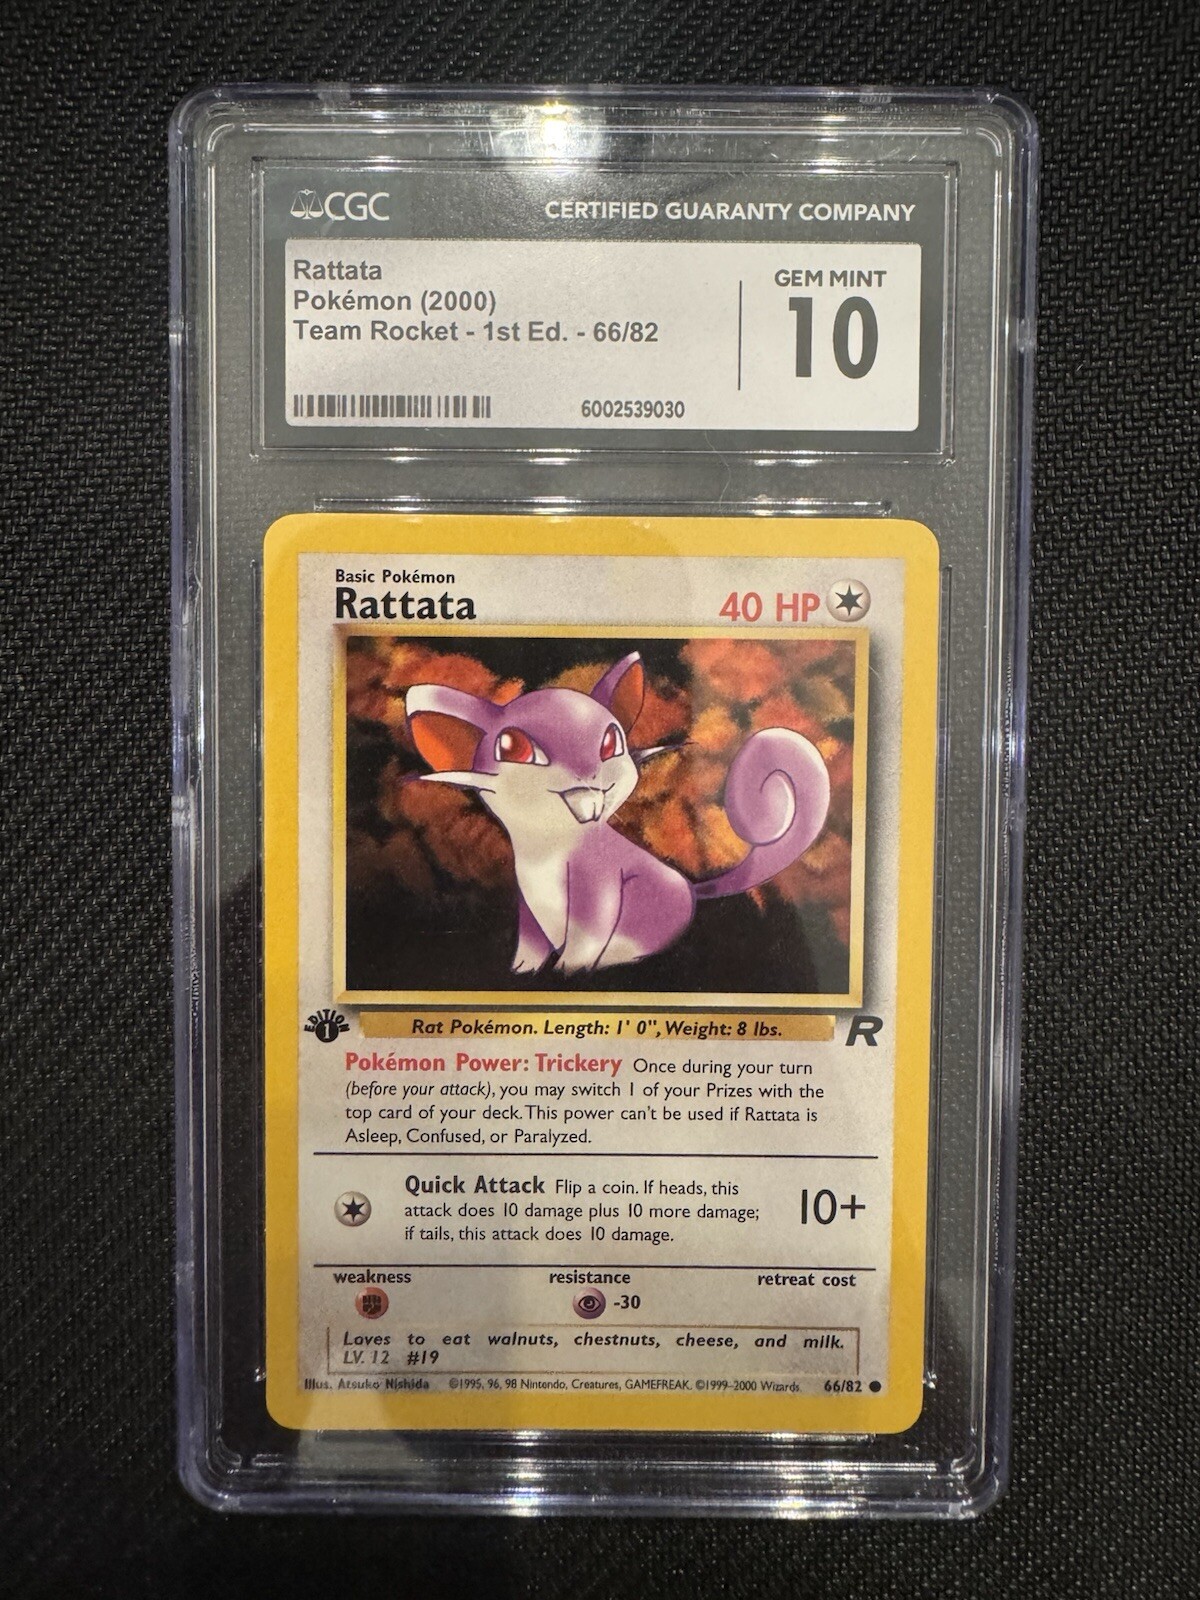 CGC
CERTIFIED GUARANTY COMPANY
Rattata
Pokémon (2000)
Team Rocket - 1st Ed. - 66/82
GEM MINT
10
6002539030
Basic Pokémon
Rattata
40 HP
EDITION
1
Rat Pokémon. Length: 1' 0", Weight: 8 lbs.
R
Pokémon Power: Trickery Once during your turn
(before your attack), you may switch 1 of your Prizes with the
top card of your deck. This power can't be used if Rattata is
Asleep, Confused, or Paralyzed.
Quick Attack Flip a coin. If heads, this
attack does 10 damage plus 10 more damage;
if tails, this attack does 10 damage.
10+
weakness
resistance
retreat cost
-30
Loves to eat walnuts, chestnuts, cheese, and milk.
LV. 12 #19
Illus. Atsuko Nishida ©1995, 96, 98 Nintendo, Creatures, GAMEFREAK. ©1999-2000 Wizards. 66/82